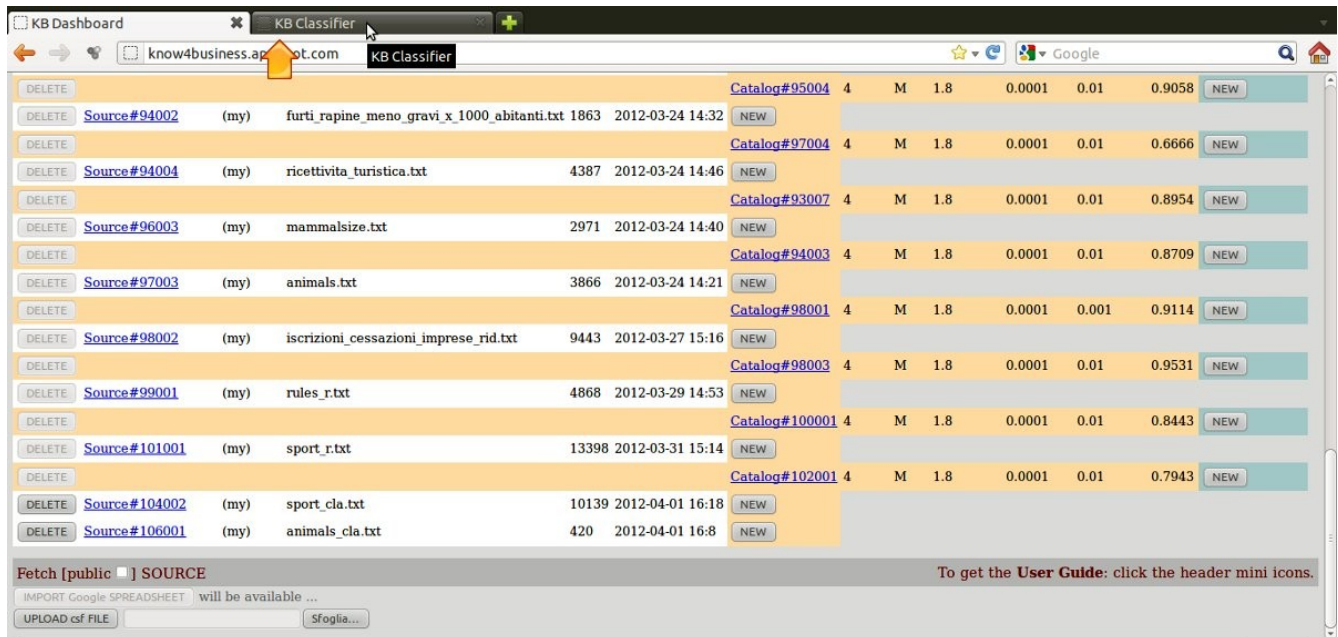 KB Dashboard KB Classifier
know4business.ap ot.com KB Classifier Google
DELETE Catalog#95004 4 M 1.8 0.0001 0.01 0.9058 NEW
DELETE Source#94002 (my) furti_rapine_meno_gravi_x_1000_abitanti.txt 1863 2012-03-24 14:32 NEW
DELETE Catalog#97004 4 M 1.8 0.0001 0.01 0.6666 NEW
DELETE Source#94004 (my) ricettivita_turistica.txt 4387 2012-03-24 14:46 NEW
DELETE Catalog#93007 4 M 1.8 0.0001 0.01 0.8954 NEW
DELETE Source#96003 (my) mammalsize.txt 2971 2012-03-24 14:40 NEW
DELETE Catalog#94003 4 M 1.8 0.0001 0.01 0.8709 NEW
DELETE Source#97003 (my) animals.txt 3866 2012-03-24 14:21 NEW
DELETE Catalog#98001 4 M 1.8 0.0001 0.001 0.9114 NEW
DELETE Source#98002 (my) iscrizioni_cessazioni_imprese_rid.txt 9443 2012-03-27 15:16 NEW
DELETE Catalog#98003 4 M 1.8 0.0001 0.01 0.9531 NEW
DELETE Source#99001 (my) rules_r.txt 4868 2012-03-29 14:53 NEW
DELETE Catalog#100001 4 M 1.8 0.0001 0.01 0.8443 NEW
DELETE Source#101001 (my) sport_r.txt 13398 2012-03-31 15:14 NEW
DELETE Catalog#102001 4 M 1.8 0.0001 0.01 0.7943 NEW
DELETE Source#104002 (my) sport_cla.txt 10139 2012-04-01 16:18 NEW
DELETE Source#106001 (my) animals_cla.txt 420 2012-04-01 16:8 NEW
Fetch [public ] SOURCE To get the User Guide: click the header mini icons.
IMPORT Google SPREADSHEET will be available ...
UPLOAD csf FILE Sfoglia...